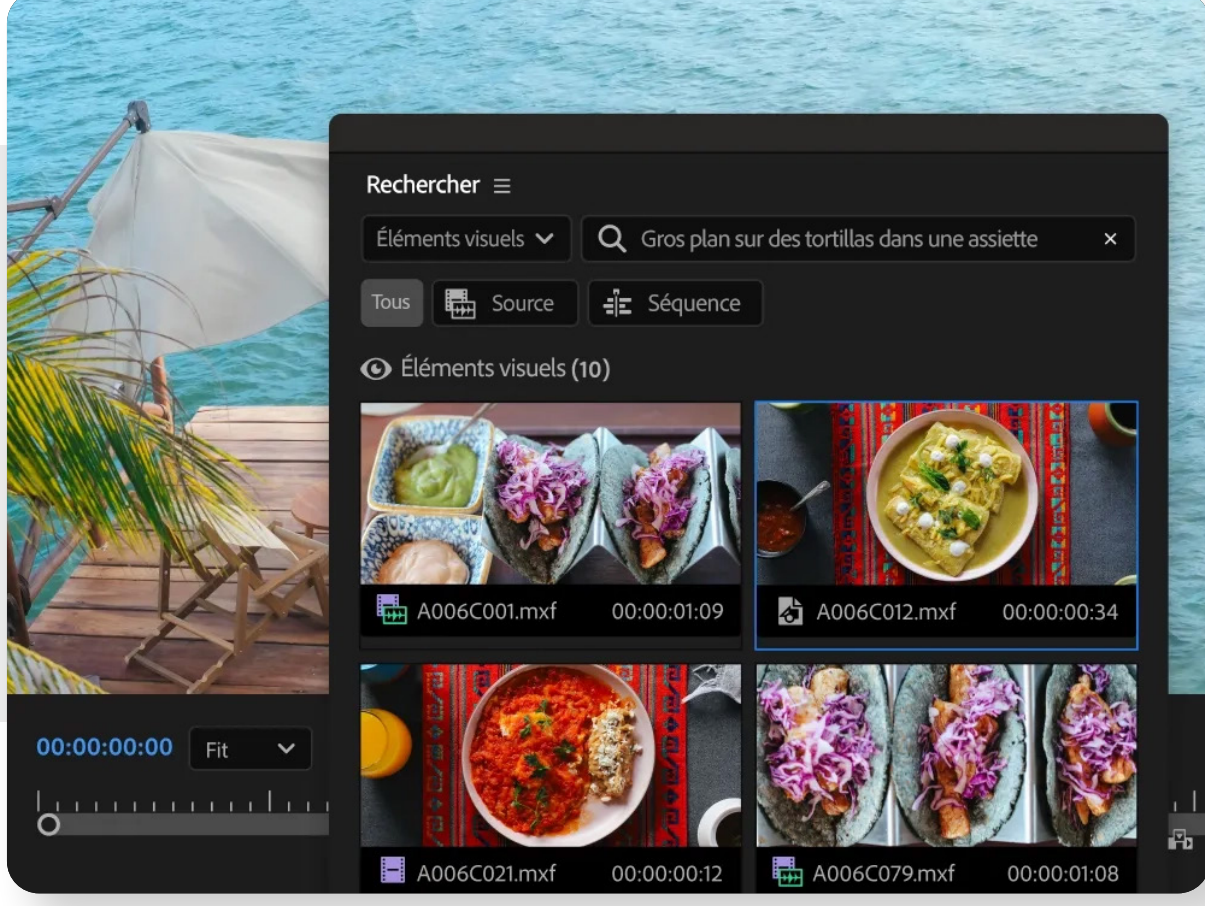 Rechercher
Éléments visuels
Gros plan sur des tortillas dans une assiette
Tous
Source
Séquence
Éléments visuels (10)
A006C001.mxf 00:00:01:09
A006C012.mxf 00:00:00:34
00:00:00:00
Fit
A006C021.mxf 00:00:00:12
A006C079.mxf 00:00:01:08